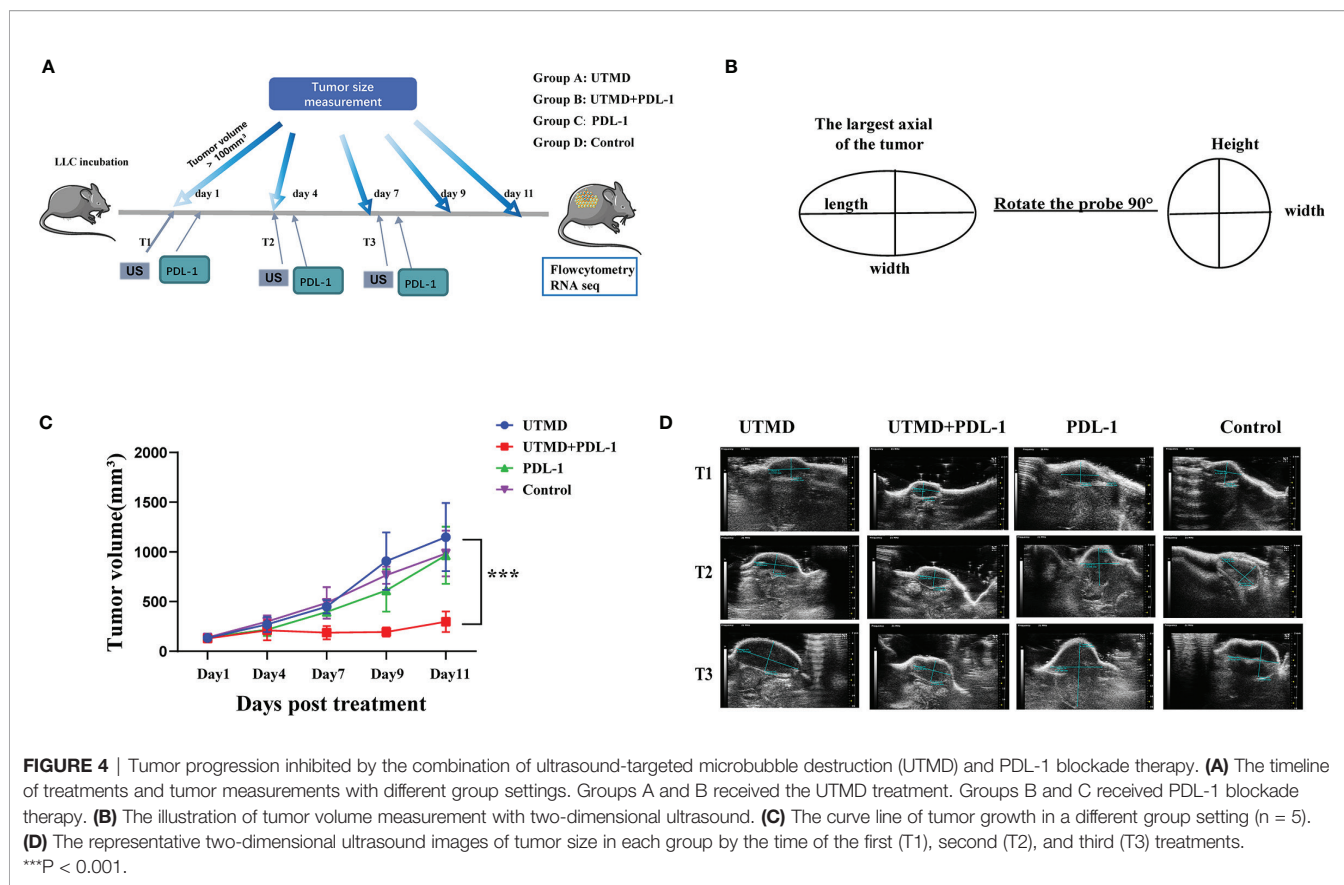 A
Tumor size
measurement
Group A: UTMD
Group B: UTMD+PDL-1
Group C: PDL-1
Group D: Control
Tuomor volume
> 100mm³
LLC incubation
day 1
day 4
day 7
day 9
day 11
T1
T2
T3
US
PDL-1
US
PDL-1
US
PDL-1
Flowcytometry
RNA seq
B
The largest axial
of the tumor
length
width
Rotate the probe 90°
Height
width
C
UTMD
UTMD+PDL-1
PDL-1
Control
Tumor volume(mm³)
2000
1500
1000
500
0
***
Day1
Day4
Day7
Day9
Day11
Days post treatment
D
UTMD
UTMD+PDL-1
PDL-1
Control
T1
T2
T3
FIGURE 4 | Tumor progression inhibited by the combination of ultrasound-targeted microbubble destruction (UTMD) and PDL-1 blockade therapy. (A) The timeline
of treatments and tumor measurements with different group settings. Groups A and B received the UTMD treatment. Groups B and C received PDL-1 blockade
therapy. (B) The illustration of tumor volume measurement with two-dimensional ultrasound. (C) The curve line of tumor growth in a different group setting (n = 5).
(D) The representative two-dimensional ultrasound images of tumor size in each group by the time of the first (T1), second (T2), and third (T3) treatments.
***P < 0.001.